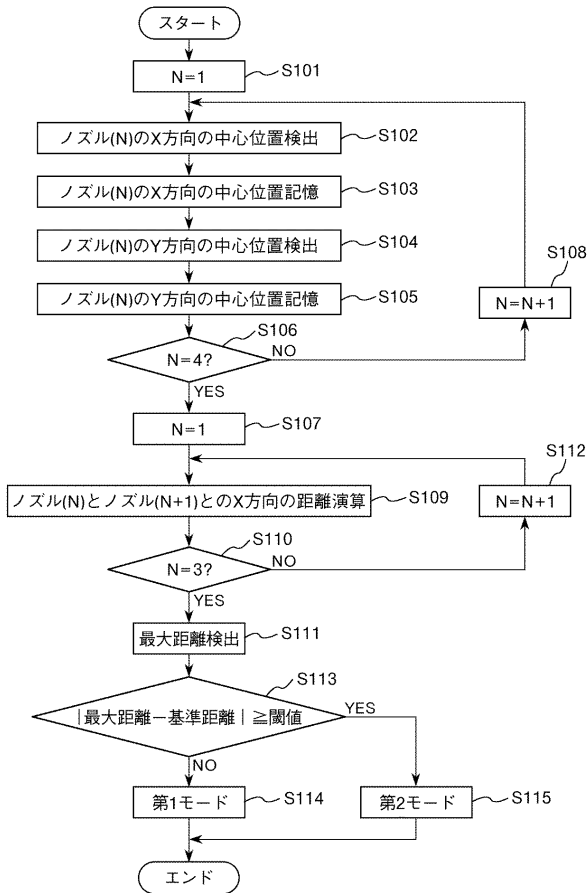 スタート
N=1
S101
ノズル(N)のX方向の中心位置検出
S102
ノズル(N)のX方向の中心位置記憶
S103
ノズル(N)のY方向の中心位置検出
S104
ノズル(N)のY方向の中心位置記憶
S105
S108
N=N+1
S106
N=4?
NO
YES
N=1
S107
S112
N=N+1
ノズル(N)とノズル(N+1)とのX方向の距離演算
S109
S110
N=3?
NO
YES
最大距離検出
S111
S113
|最大距離ー基準距離|≧閾値
YES
NO
第1モード
S114
第2モード
S115
エンド